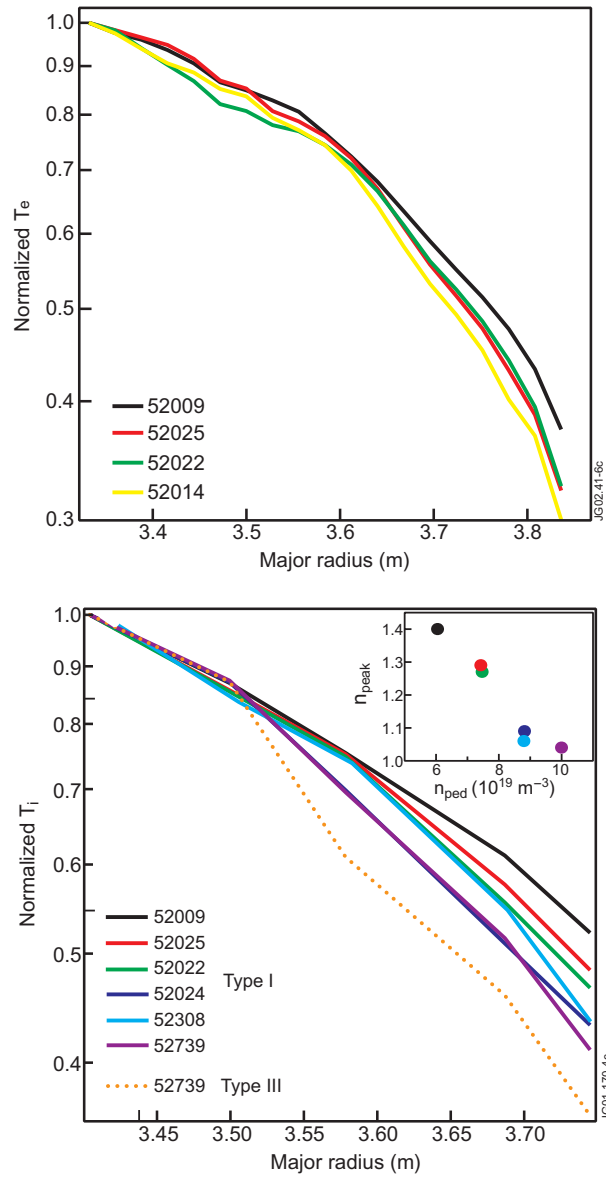 1.0
0.9
0.8
0.7
0.6
0.5
0.4
0.3
Normalized Te
52009
52025
52022
52014
3.4 3.5 3.6 3.7 3.8
Major radius (m)
JG02.41-6c
1.0
0.9
0.8
0.7
0.6
0.5
0.4
Normalized Ti
1.4
1.3
1.2
1.1
1.0
npeak
6 8 10
nped (10¹⁹ m⁻³)
52009
52025
52022
Type I
52024
52308
52739
52739 Type III
3.45 3.50 3.55 3.60 3.65 3.70
Major radius (m)